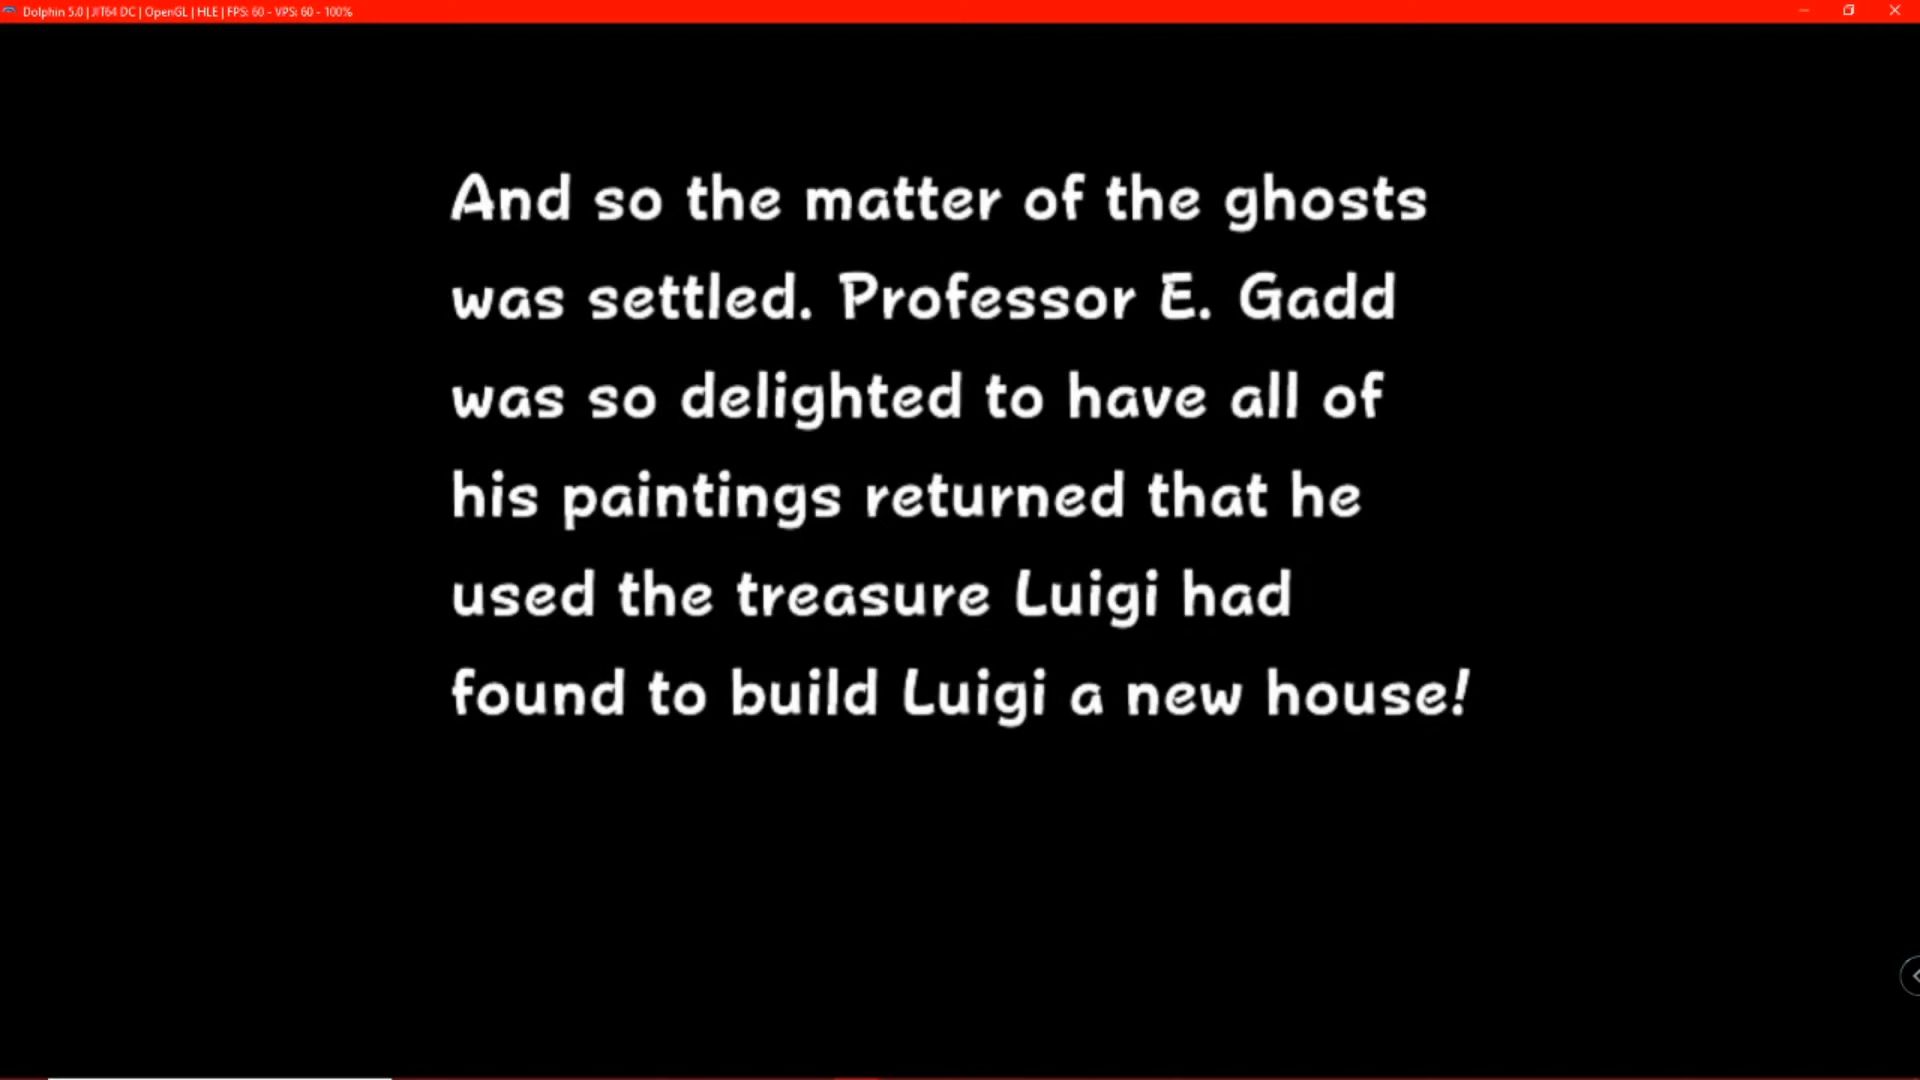 Dolphin 5.0 | JIT64 DC | OpenGL | HLE | FPS: 60 - VPS: 60 - 100%
And so the matter of the ghosts
was settled. Professor E. Gadd
was so delighted to have all of
his paintings returned that he
used the treasure Luigi had
found to build Luigi a new house!